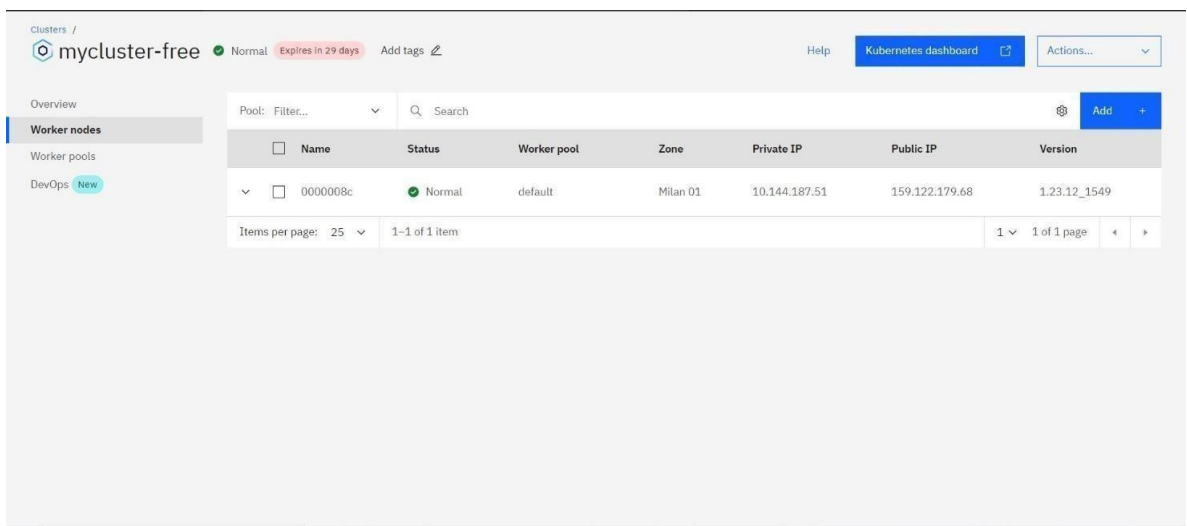 Clusters /
mycluster-free Normal Expires in 29 days Add tags Help Kubernetes dashboard Actions...
Overview
Worker nodes
Worker pools
DevOps New
Pool: Filter... Search Add +
Name Status Worker pool Zone Private IP Public IP Version
0000008c Normal default Milan 01 10.144.187.51 159.122.179.68 1.23.12_1549
Items per page: 25 1–1 of 1 item 1 1 of 1 page